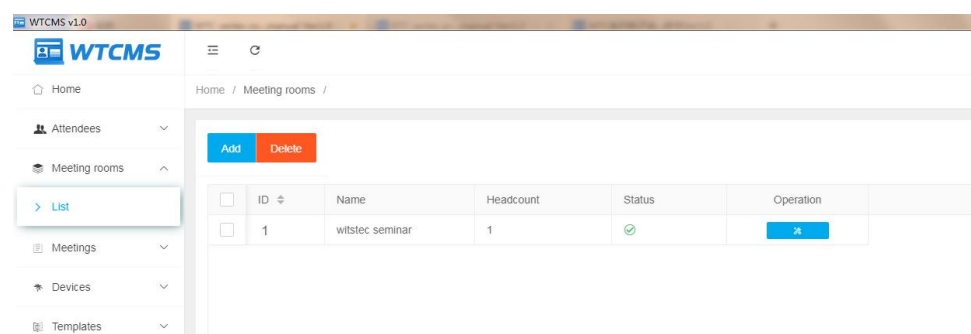 WTCMS v1.0
WTCMS
Home
Attendees
Meeting rooms
List
Meetings
Devices
Templates
Home / Meeting rooms /
Add Delete
ID Name Headcount Status Operation
1 witstec seminar 1